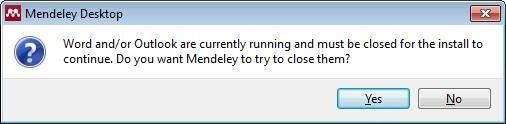 Mendeley Desktop
Word and/or Outlook are currently running and must be closed for the install to
continue. Do you want Mendeley to try to close them?
Yes No